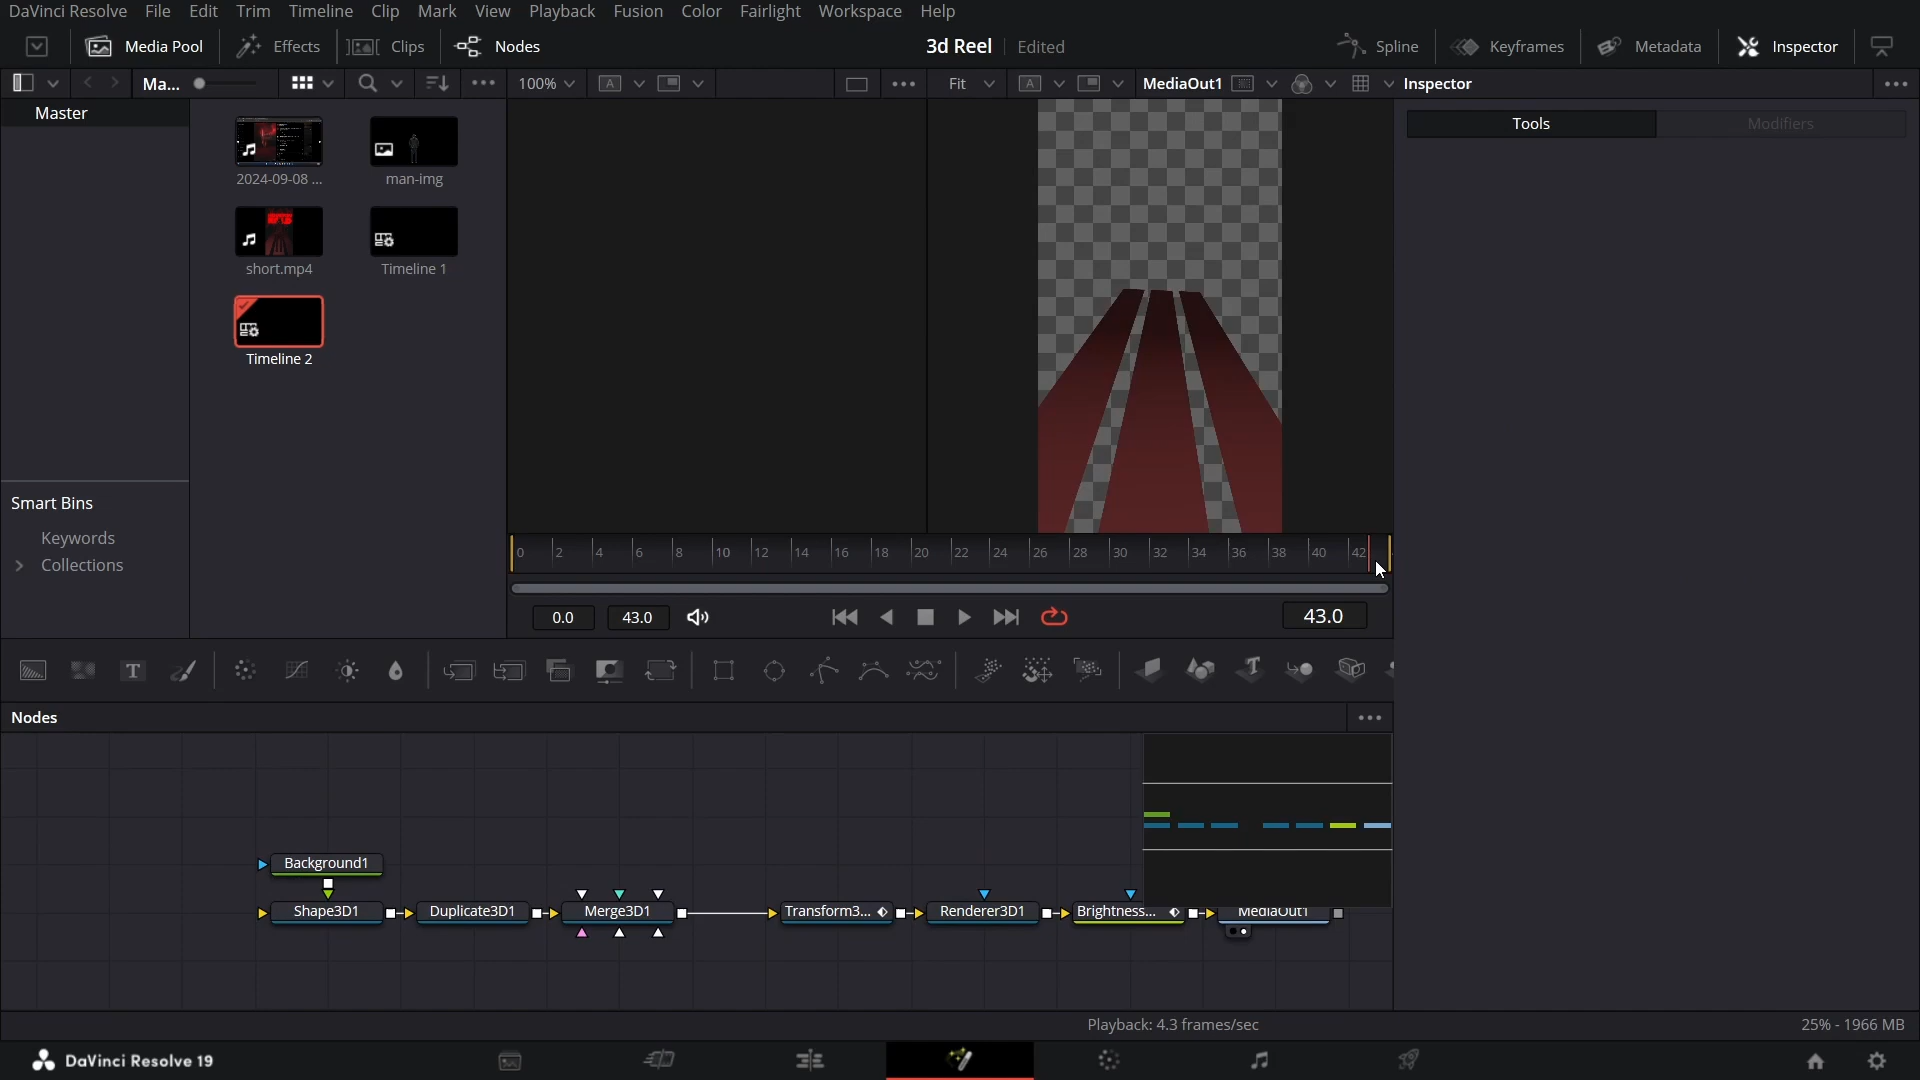 DaVinci Resolve File Edit Trim Timeline Clip Mark View Playback Fusion Color Fairlight Workspace Help
Media Pool Effects Clips Nodes 3d Reel Edited Spline Keyframes Metadata Inspector
Ma... 100% A Fit A MediaOut1 Inspector
Master
Tools Modifiers
2024-09-08 ... man-img
short.mp4 Timeline 1
Timeline 2
Smart Bins
Keywords
Collections
0 2 4 6 8 10 12 14 16 18 20 22 24 26 28 30 32 34 36 38 40 42
0.0 43.0 43.0
T T
Nodes
Background1
Shape3D1 Duplicate3D1 Merge3D1 Transform3... Renderer3D1 Brightness... MediaOut1
Playback: 4.3 frames/sec 25% - 1966 MB
DaVinci Resolve 19